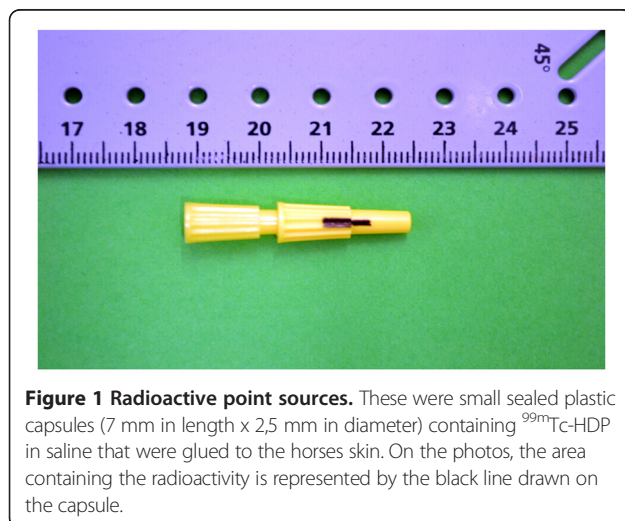 45°
17 18 19 20 21 22 23 24 25
Figure 1 Radioactive point sources. These were small sealed plastic
capsules (7 mm in length x 2,5 mm in diameter) containing 99mTc-HDP
in saline that were glued to the horses skin. On the photos, the area
containing the radioactivity is represented by the black line drawn on
the capsule.